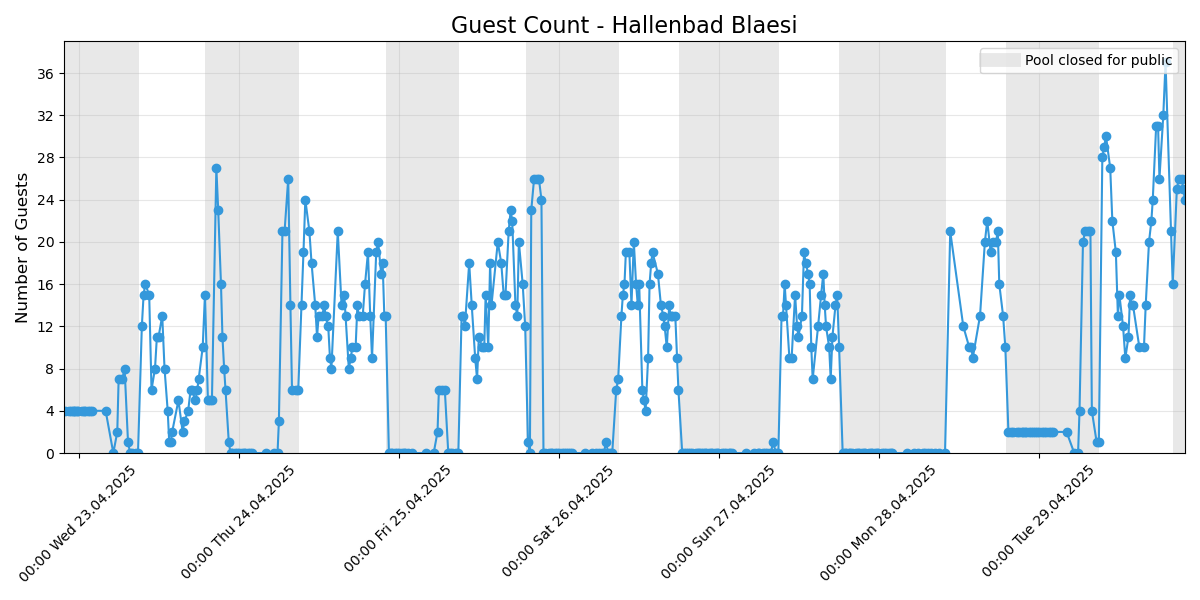 Guest Count - Hallenbad Blaesi
Pool closed for public
Number of Guests
36
32
28
24
20
16
12
8
4
0
00:00 Wed 23.04.2025
00:00 Thu 24.04.2025
00:00 Fri 25.04.2025
00:00 Sat 26.04.2025
00:00 Sun 27.04.2025
00:00 Mon 28.04.2025
00:00 Tue 29.04.2025